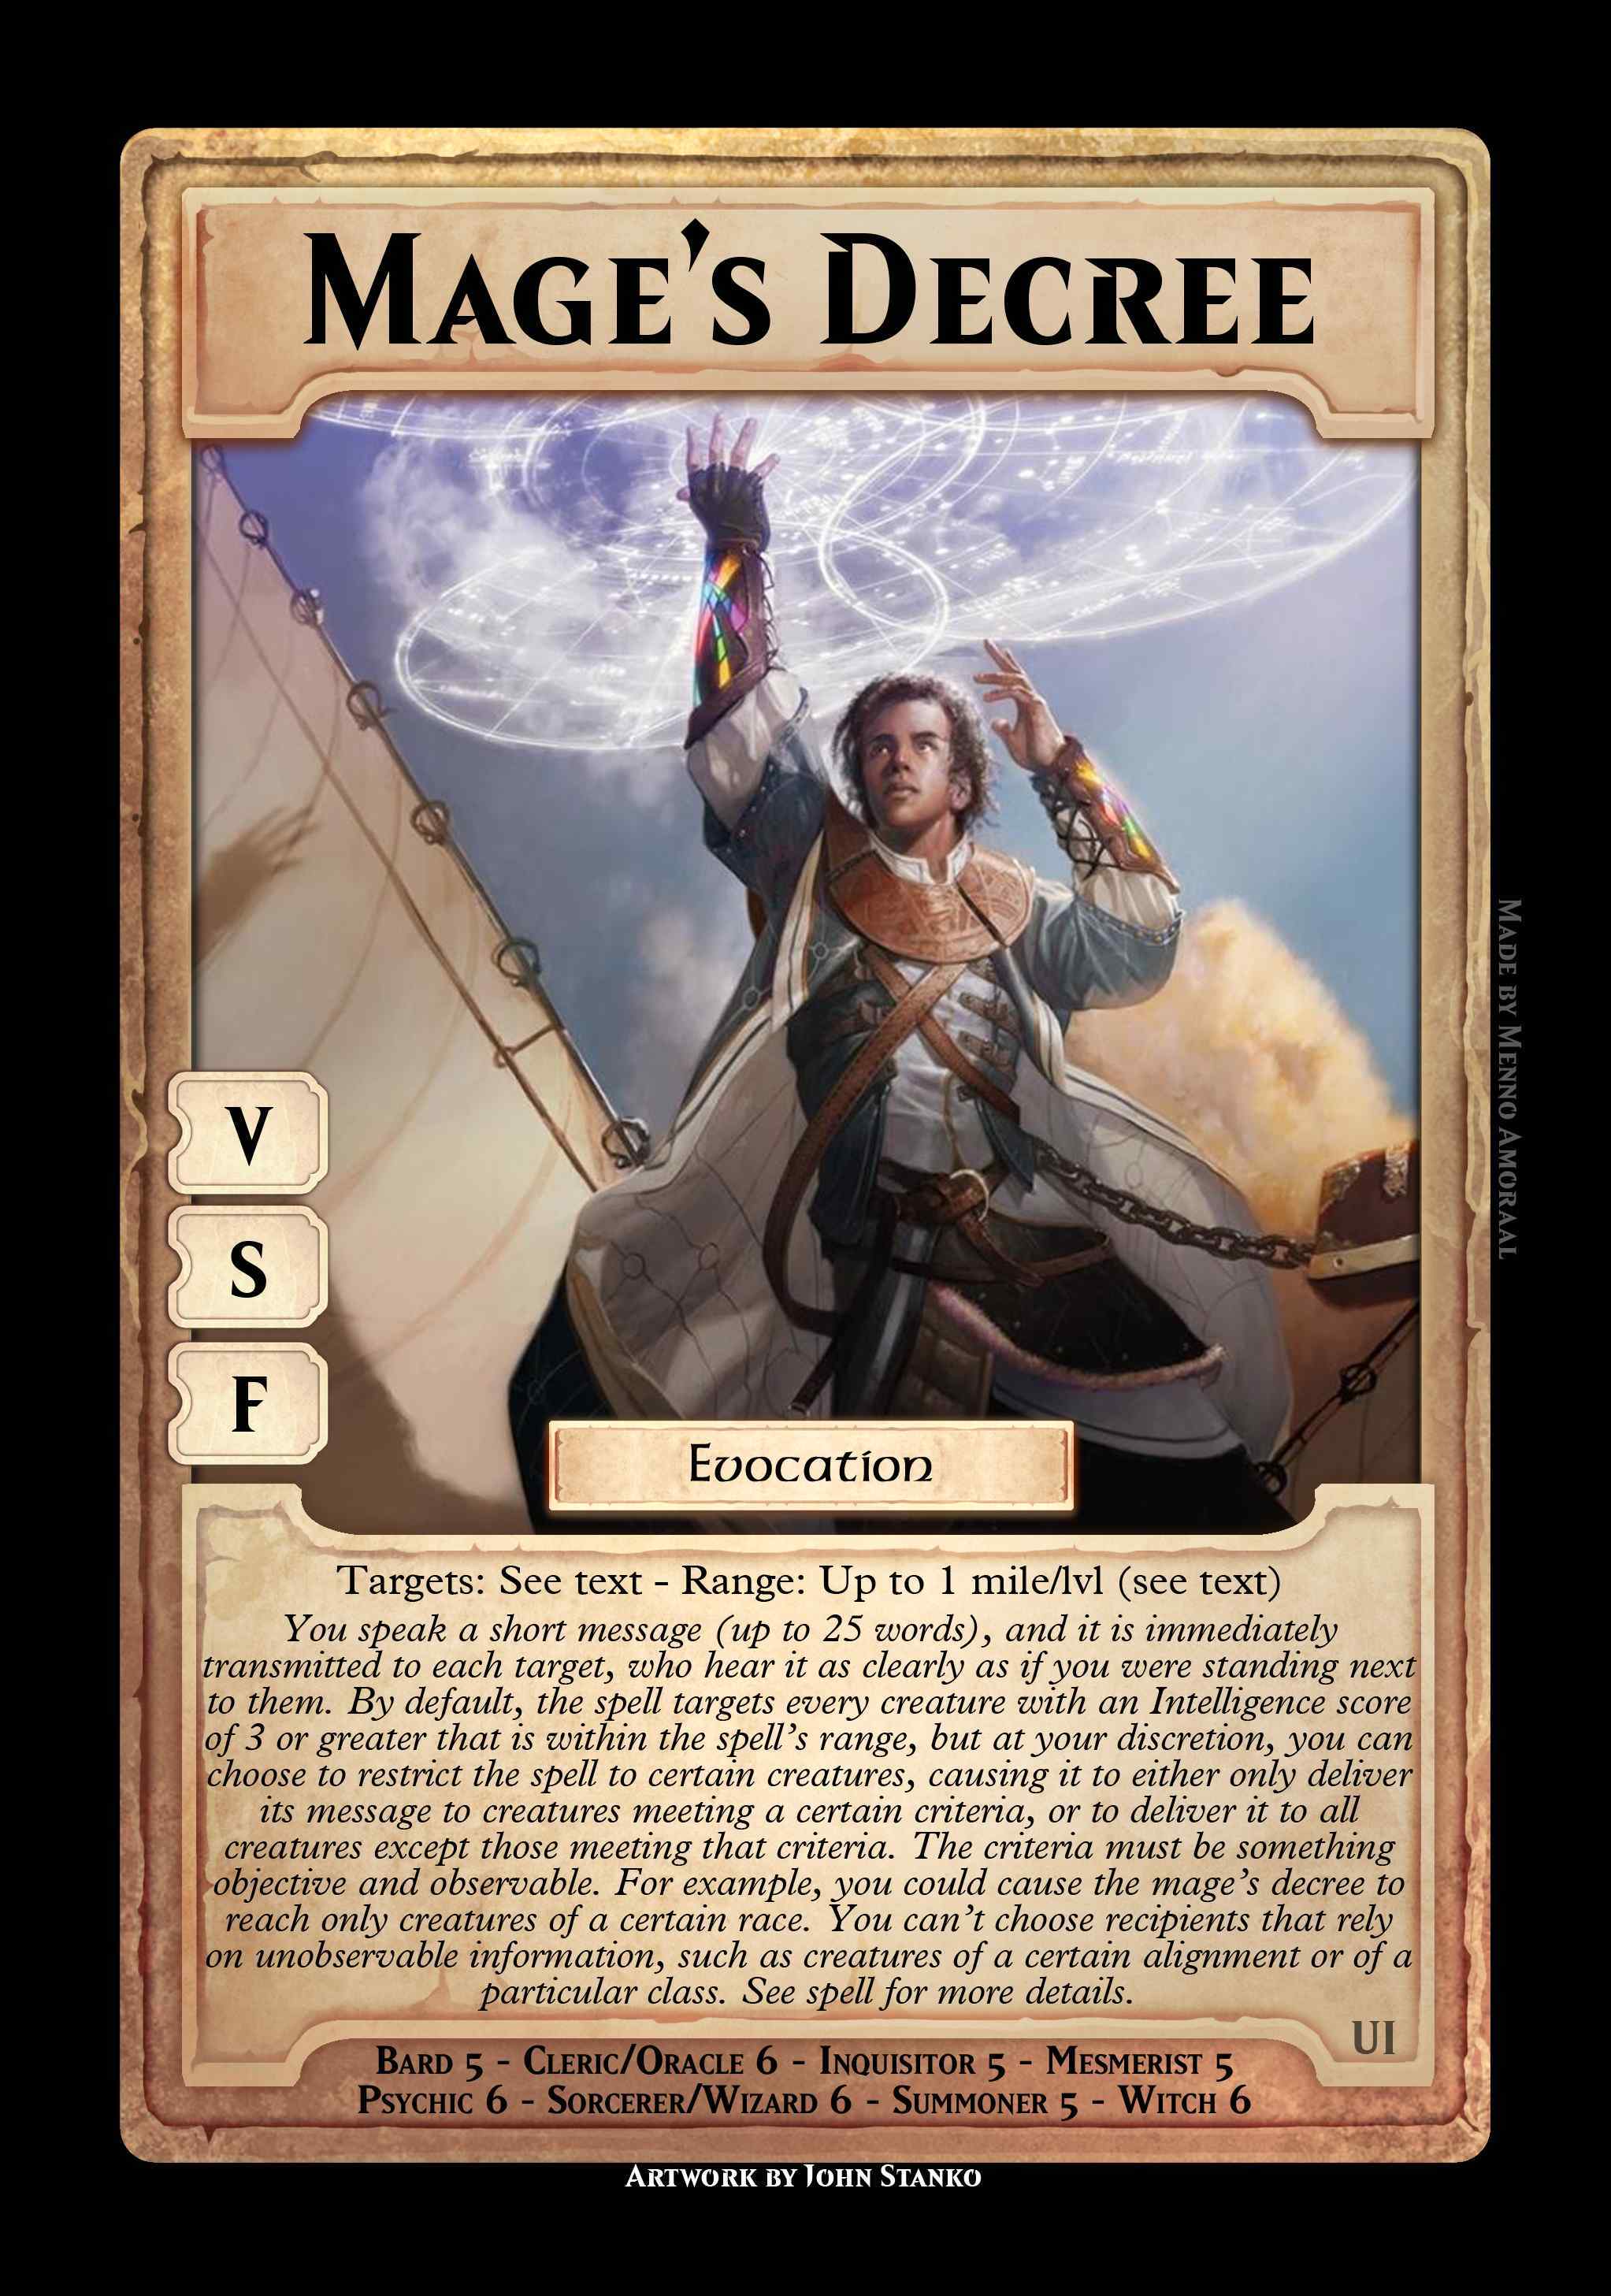 Mage's Decree
V
S
F
Evocation
Targets: See text - Range: Up to 1 mile/lvl (see text)
You speak a short message (up to 25 words), and it is immediately
transmitted to each target, who hear it as clearly as if you were standing next
to them. By default, the spell targets every creature with an Intelligence score
of 3 or greater that is within the spell's range, but at your discretion, you can
choose to restrict the spell to certain creatures, causing it to either only deliver
its message to creatures meeting a certain criteria, or to deliver it to all
creatures except those meeting that criteria. The criteria must be something
objective and observable. For example, you could cause the mage's decree to
reach only creatures of a certain race. You can't choose recipients that rely
on unobservable information, such as creatures of a certain alignment or of a
particular class. See spell for more details.
UI
Bard 5 - Cleric/Oracle 6 - Inquisitor 5 - Mesmerist 5
Psychic 6 - Sorcerer/Wizard 6 - Summoner 5 - Witch 6
Artwork by John Stanko
Made by Menno Amoraal